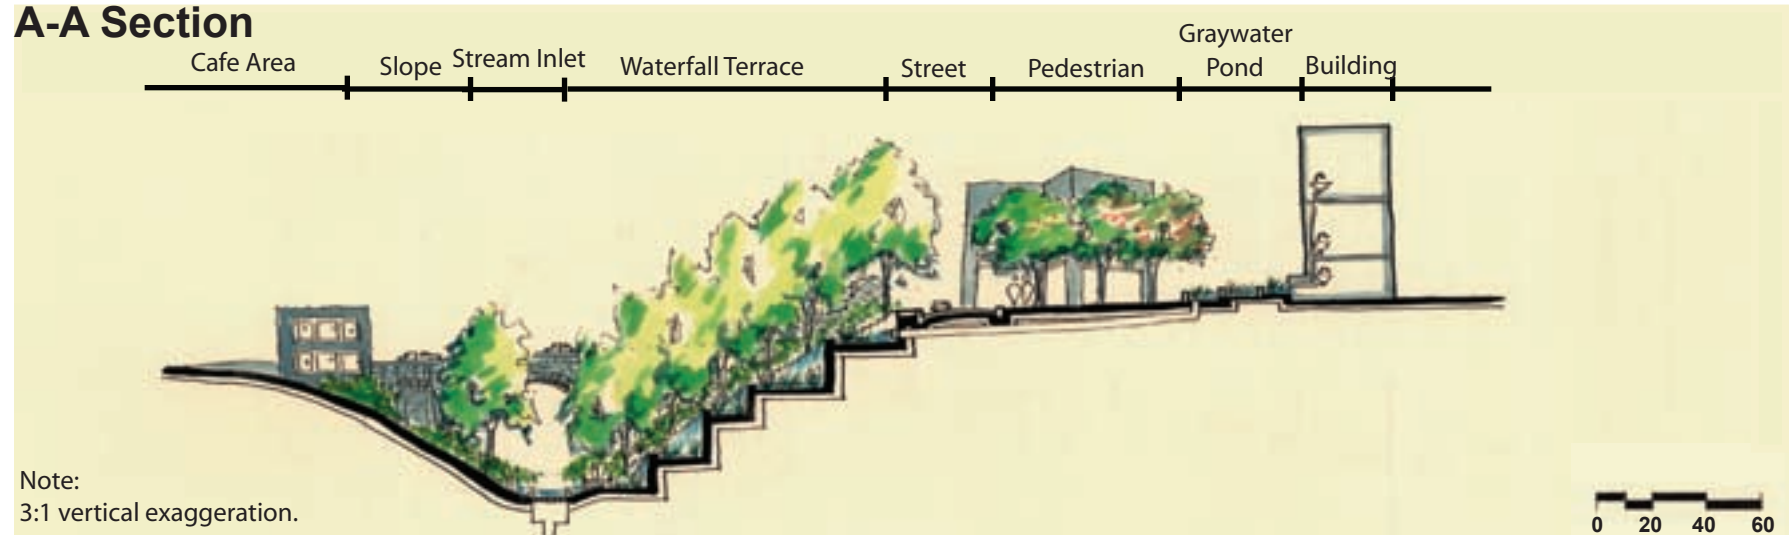 A-A Section
Cafe Area
Slope
Stream Inlet
Waterfall Terrace
Street
Pedestrian
Graywater
Pond
Building
Note:
3:1 vertical exaggeration.
0 20 40 60